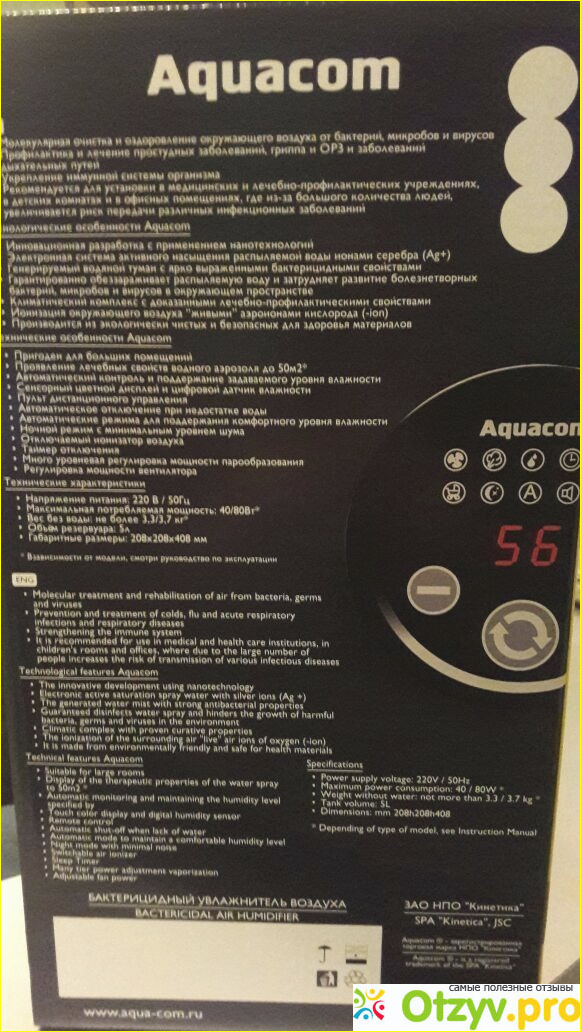 Aquacom
Молекулярная очистка и оздоровление окружающего воздуха от бактерий, микробов и вирусов
Профилактика и лечение простудных заболеваний, гриппа и ОРЗ и заболеваний
дыхательных путей
Укрепление иммунной системы организма
Рекомендуется для установки в медицинских и лечебно-профилактических учреждениях,
в детских комнатах и в офисных помещениях, где из-за большого количества людей,
увеличивается риск передачи различных инфекционных заболеваний
нологические особенности Aquacom
Инновационная разработка с применением нанотехнологий
Электронная система активного насыщения распыляемой воды ионами серебра (Ag+)
Генерируемый водяной туман с ярко выраженными бактерицидными свойствами
Гарантированно обеззараживает распыляемую воду и затрудняет развитие болезнетворных
бактерий, микробов и вирусов в окружающем пространстве
• Климатический комплекс с доказанными лечебно-профилактическими свойствами
• Ионизация окружающего воздуха "живыми" аэроионами кислорода (-ion)
• Производится из экологически чистых и безопасных для здоровья материалов
хнические особенности Aquacom
• Пригоден для больших помещений
• Проявление лечебных свойств водного аэрозоля до 50м2*
• Автоматический контроль и поддержание задаваемого уровня влажности
• Сенсорный цветной дисплей и цифровой датчик влажности
• Пульт дистанционного управления
• Автоматическое отключение при недостатке воды
• Автоматические режима для поддержания комфортного уровня влажности
• Ночной режим с минимальным уровнем шума
• Отключаемый ионизатор воздуха
• Таймер отключения
• Много уровневая регулировка мощности парообразования
• Регулировка мощности вентилятора
Технические характеристики
• Напряжение питания: 220 В / 50Гц
• Максимальная потребляемая мощность: 40/80Вт*
• Вес без воды: не более 3,3/3,7 кг*
• Объем резервуара: 5л
• Габаритные размеры: 208х208х408 мм
* Взависимости от модели, смотри руководство по эксплуатации
Aquacom
A
56
ENG
• Molecular treatment and rehabilitation of air from bacteria, germs
and viruses
• Prevention and treatment of colds, flu and acute respiratory
infections and respiratory diseases
• Strengthening the immune system
• It is recommended for use in medical and health care institutions, in
children's rooms and offices, where due to the large number of
people increases the risk of transmission of various infectious diseases
Technological features Aquacom
• The innovative development using nanotechnology
• Electronic active saturation spray water with silver ions (Ag +)
• The generated water mist with strong antibacterial properties
• Guaranteed disinfects water spray and hinders the growth of harmful
bacteria, germs and viruses in the environment
• Climatic complex with proven curative properties
• The ionization of the surrounding air "live" air ions of oxygen (-ion)
• It is made from environmentally friendly and safe for health materials
Technical features Aquacom
• Suitable for large rooms
• Display of the therapeutic properties of the water spray
to 50m2 *
• Automatic monitoring and maintaining the humidity level
specified by
• Touch color display and digital humidity sensor
• Remote control
• Automatic shut-off when lack of water
• Automatic mode to maintain a comfortable humidity level
• Night mode with minimal noise
• Switchable air ionizer
• Sleep Timer
• Many tier power adjustment vaporization
• Adjustable fan power
Specifications
• Power supply voltage: 220V / 50Hz
• Maximum power consumption: 40 / 80W *
• Weight without water: not more than 3.3 / 3.7 kg *
• Tank volume: 5L
• Dimensions: mm 208h208h408
* Depending of type of model, see Instruction Manual
БАКТЕРИЦИДНЫЙ УВЛАЖНИТЕЛЬ ВОЗДУХА
BACTERICIDAL AIR HUMIDIFIER
ЗАО НПО "Кинетика"
SPA "Kinetica", JSC
Aquacom ® - зарегистрированная
торговая марка НПО "Кинетика"
Aquacom ® - is a registered
trademark of the SPA "Kinetica"
www.aqua-com.ru
самые полезные отзывы
Otzyv.pro